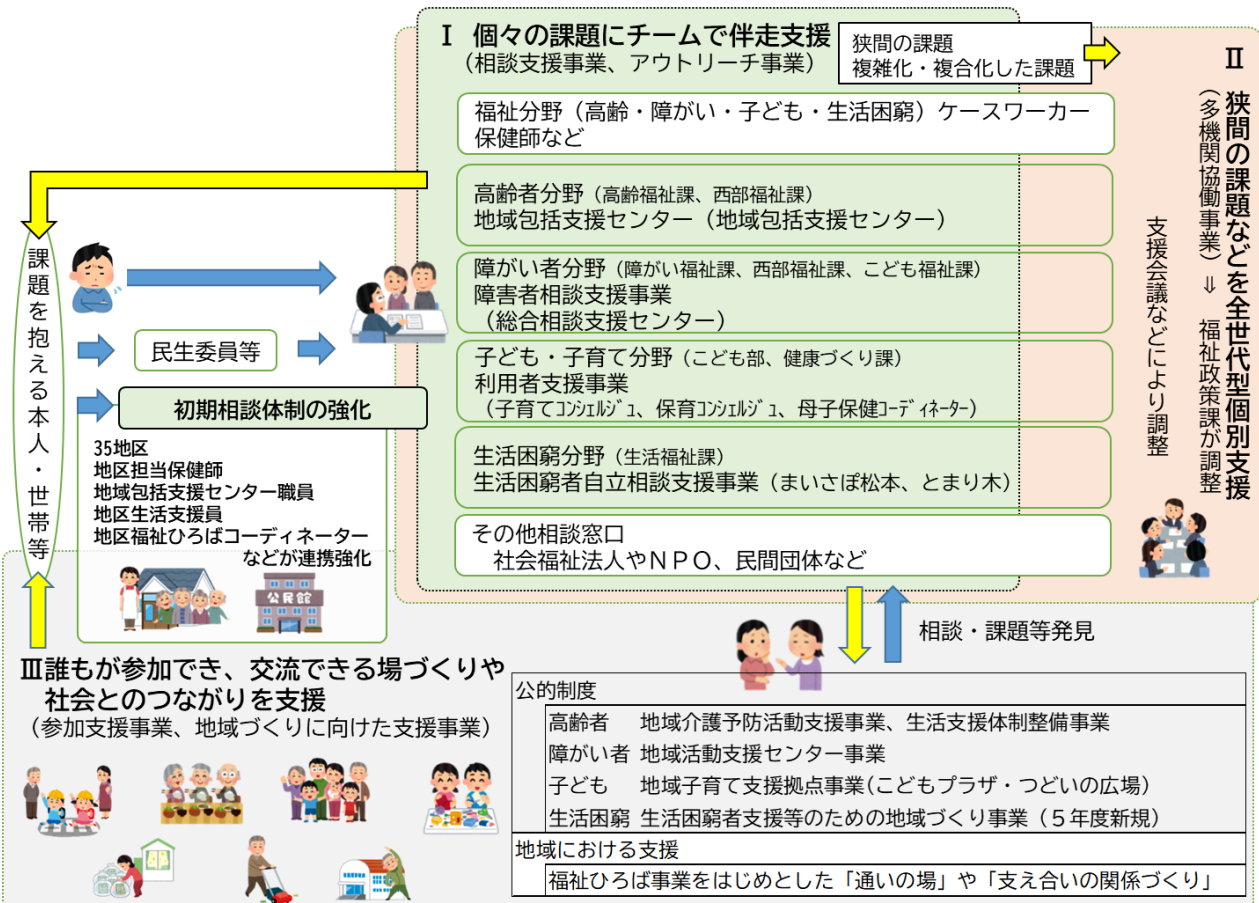 Ⅰ 個々の課題にチームで伴走支援
（相談支援事業、アウトリーチ事業）
狭間の課題
複雑化・複合化した課題
福祉分野（高齢・障がい・子ども・生活困窮）ケースワーカー
保健師など
高齢者分野（高齢福祉課、西部福祉課）
地域包括支援センター（地域包括支援センター）
障がい者分野（障がい福祉課、西部福祉課、こども福祉課）
障害者相談支援事業
（総合相談支援センター）
子ども・子育て分野（こども部、健康づくり課）
利用者支援事業
（子育てｺﾝｼｪﾙｼﾞｭ、保育ｺﾝｼｪﾙｼﾞｭ、母子保健ｺｰﾃﾞｨﾈｰﾀｰ）
生活困窮分野（生活福祉課）
生活困窮者自立相談支援事業（まいさぽ松本、とまり木）
その他相談窓口
社会福祉法人やＮＰＯ、民間団体など
Ⅱ 狭間の課題などを全世代型個別支援
（多機関協働事業）⇒ 福祉政策課が調整
支援会議などにより調整
課題を抱える本人・世帯等
民生委員等
初期相談体制の強化
35地区
地区担当保健師
地域包括支援センター職員
地区生活支援員
地区福祉ひろばコーディネーター
などが連携強化
公民館
相談・課題等発見
Ⅲ誰もが参加でき、交流できる場づくりや
社会とのつながりを支援
（参加支援事業、地域づくりに向けた支援事業）
公的制度
高齢者 地域介護予防活動支援事業、生活支援体制整備事業
障がい者 地域活動支援センター事業
子ども 地域子育て支援拠点事業(こどもプラザ・つどいの広場)
生活困窮 生活困窮者支援等のための地域づくり事業（５年度新規）
地域における支援
福祉ひろば事業をはじめとした「通いの場」や「支え合いの関係づくり」